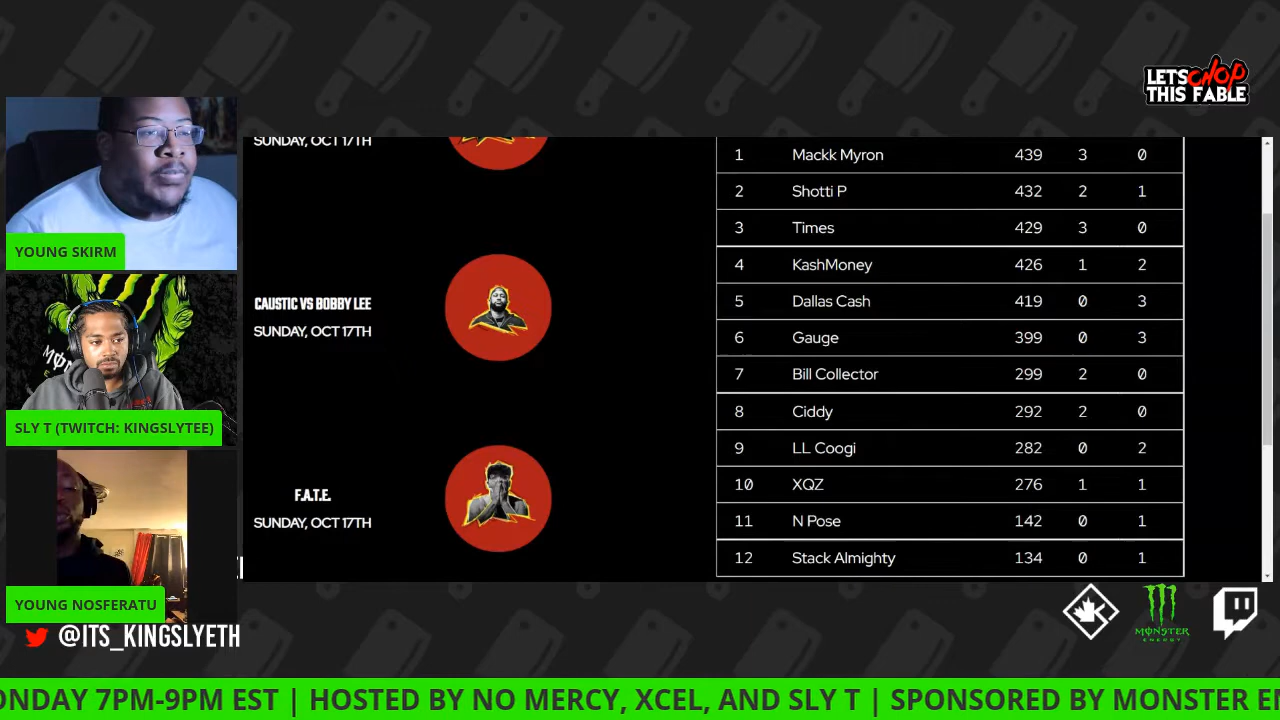 LETS CHOP
THIS FABLE
YOUNG SKIRM
SLY T (TWITCH: KINGSLYTEE)
YOUNG NOSFERATU
@ITS_KINGSLYETH
SUNDAY, OCT 17TH
CAUSTIC VS BOBBY LEE
SUNDAY, OCT 17TH
F.A.T.E.
SUNDAY, OCT 17TH
1 Mackk Myron 439 3 0
2 Shotti P 432 2 1
3 Times 429 3 0
4 KashMoney 426 1 2
5 Dallas Cash 419 0 3
6 Gauge 399 0 3
7 Bill Collector 299 2 0
8 Ciddy 292 2 0
9 LL Coogi 282 0 2
10 XQZ 276 1 1
11 N Pose 142 0 1
12 Stack Almighty 134 0 1
MONSTER
ENERGY
ONDAY 7PM-9PM EST | HOSTED BY NO MERCY, XCEL, AND SLY T | SPONSORED BY MONSTER E